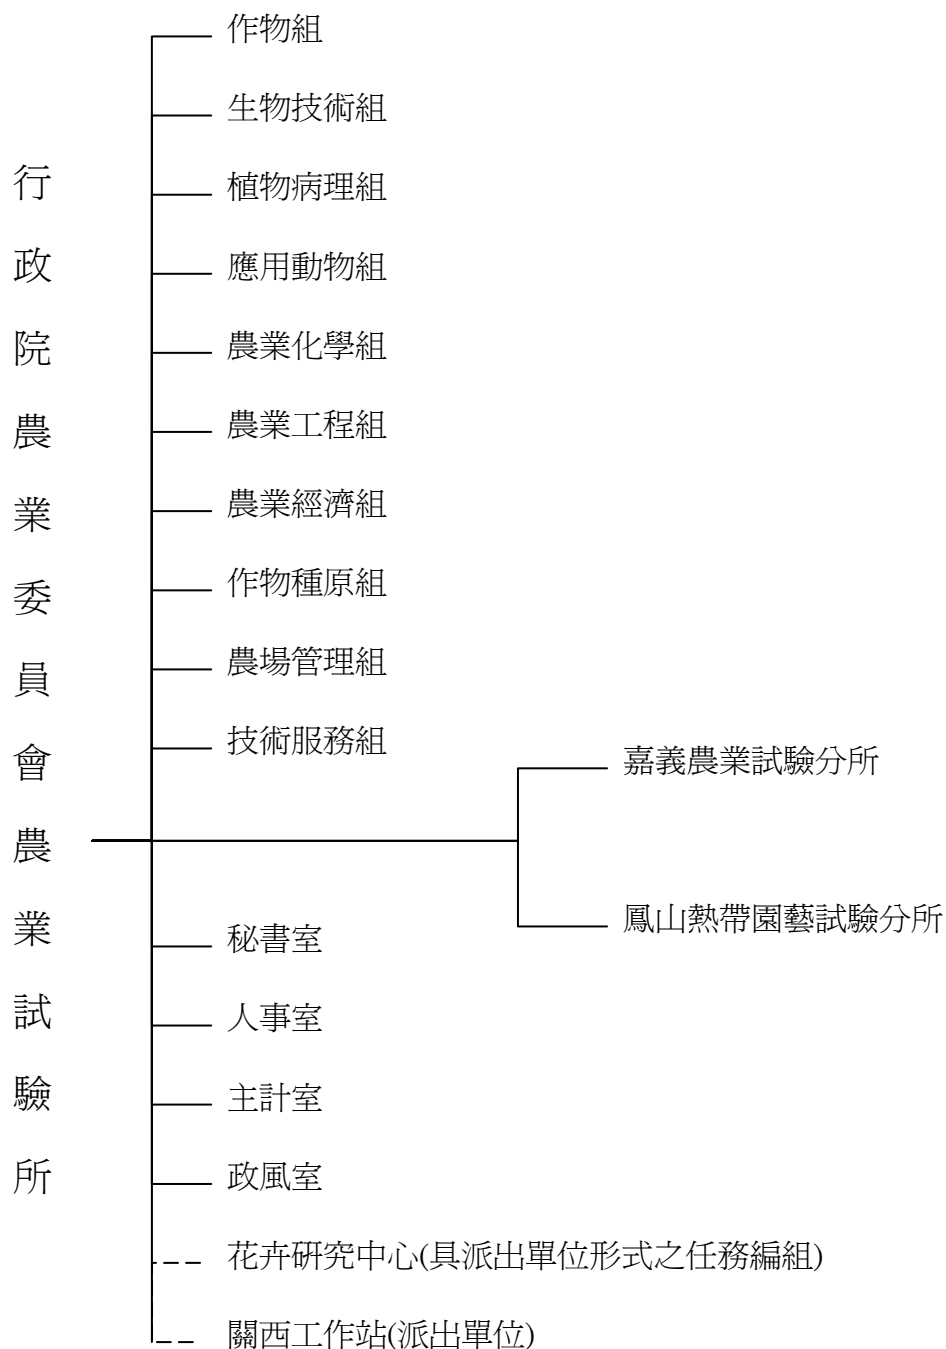 行政院農業委員會農業試驗所
作物組
生物技術組
植物病理組
應用動物組
農業化學組
農業工程組
農業經濟組
作物種原組
農場管理組
技術服務組
嘉義農業試驗分所
鳳山熱帶園藝試驗分所
秘書室
人事室
主計室
政風室
花卉研究中心(具派出單位形式之任務編組)
關西工作站(派出單位)